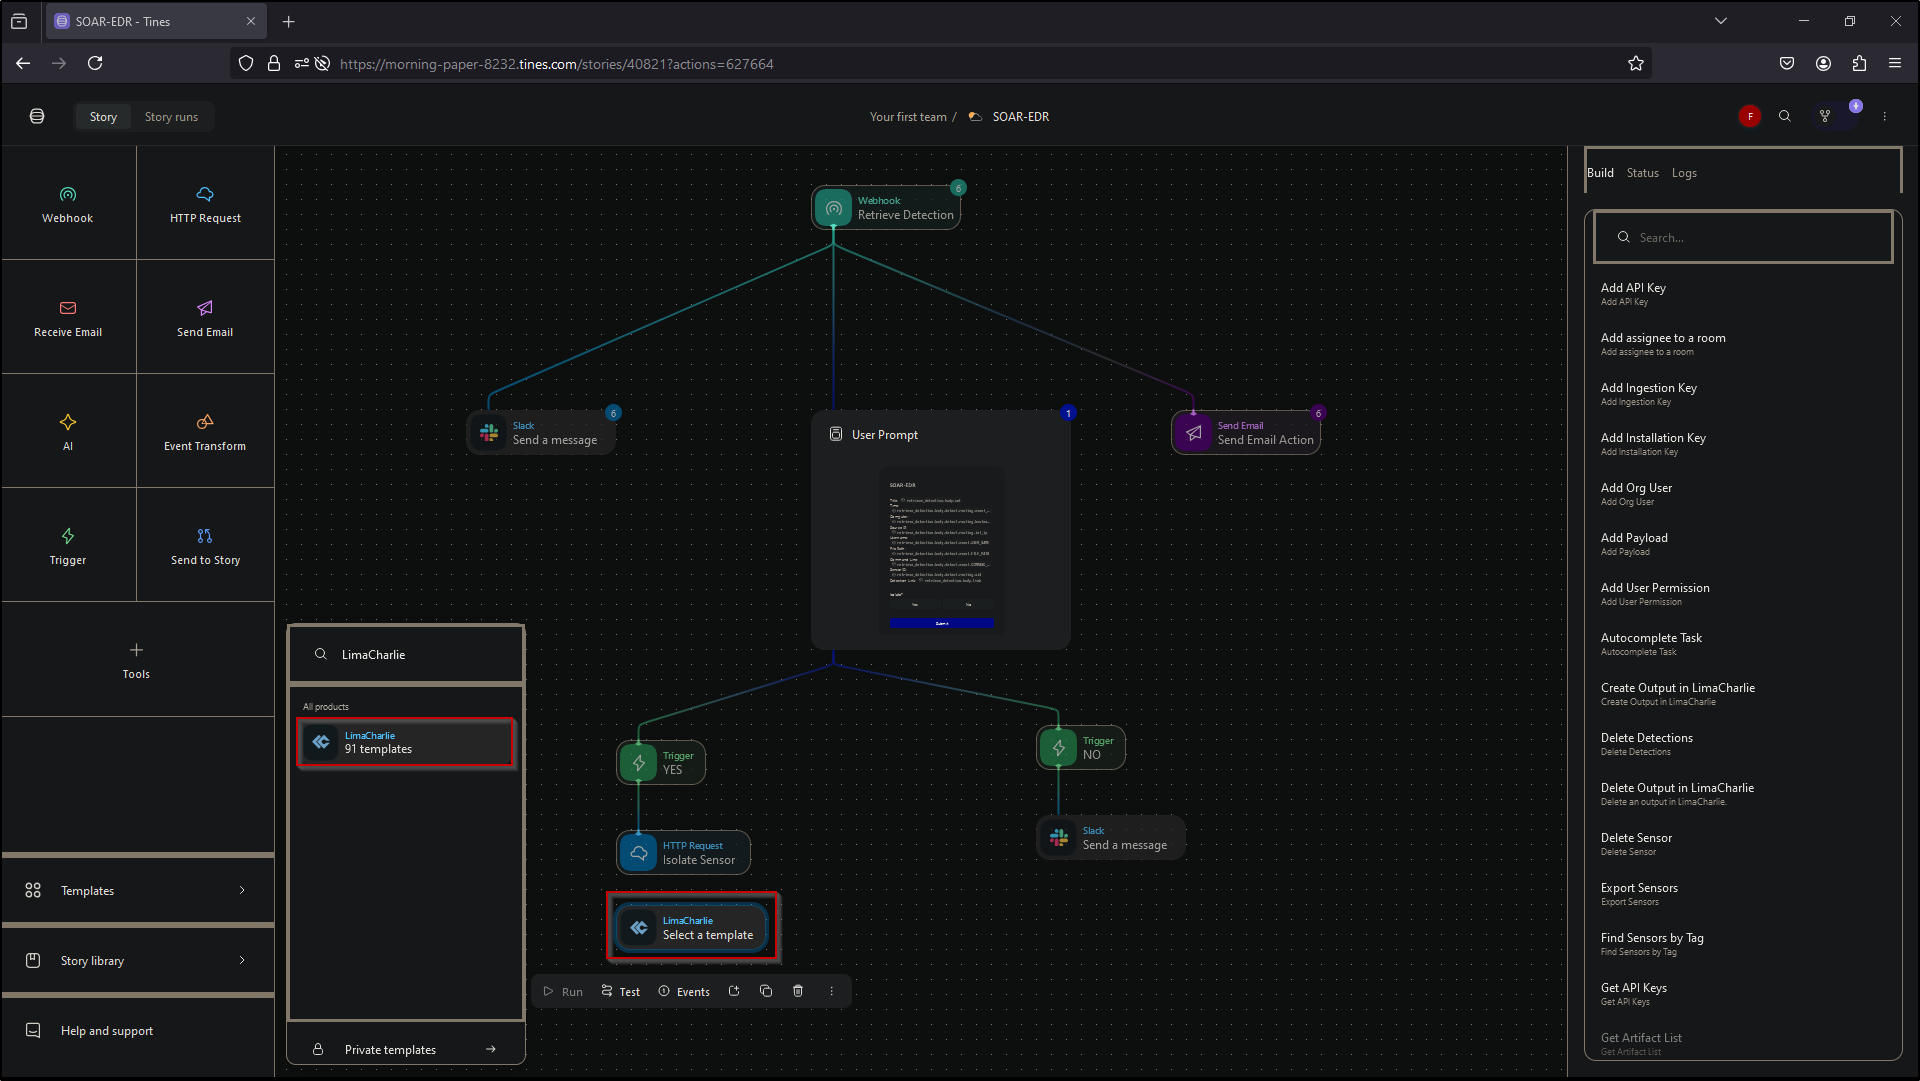 SOAR-EDR - Tines
https://morning-paper-8232.tines.com/stories/40821?actions=627664
Story
Story runs
Your first team /
SOAR-EDR
F
Webhook
HTTP Request
Receive Email
Send Email
AI
Event Transform
Trigger
Send to Story
Tools
Templates
Story library
Help and support
LimaCharlie
All products
LimaCharlie
91 templates
Private templates
Webhook
Retrieve Detection
6
Slack
Send a message
6
User Prompt
1
SOAR-EDR
Submit
Send Email
Send Email Action
6
Trigger
YES
Trigger
NO
HTTP Request
Isolate Sensor
Slack
Send a message
LimaCharlie
Select a template
Run
Test
Events
Build
Status
Logs
Search...
Add API Key
Add API Key
Add assignee to a room
Add assignee to a room
Add Ingestion Key
Add Ingestion Key
Add Installation Key
Add Installation Key
Add Org User
Add Org User
Add Payload
Add Payload
Add User Permission
Add User Permission
Autocomplete Task
Autocomplete Task
Create Output in LimaCharlie
Create Output in LimaCharlie
Delete Detections
Delete Detections
Delete Output in LimaCharlie
Delete an output in LimaCharlie.
Delete Sensor
Delete Sensor
Export Sensors
Export Sensors
Find Sensors by Tag
Find Sensors by Tag
Get API Keys
Get API Keys
Get Artifact List
Get Artifact List